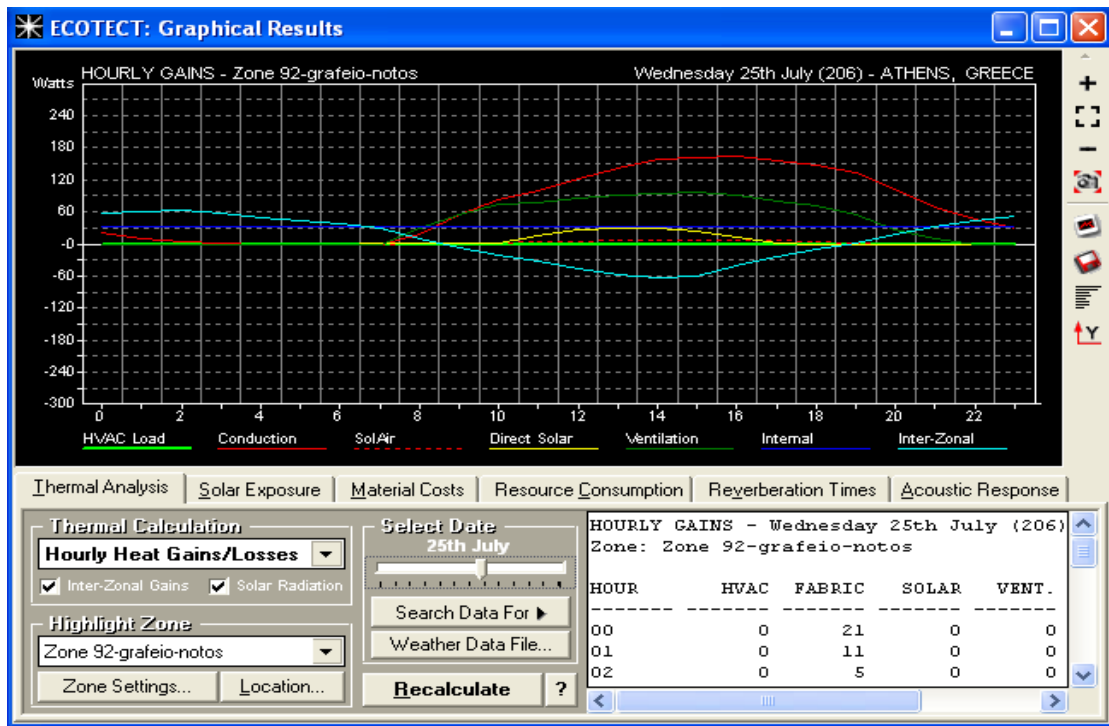 ECOTECT: Graphical Results
HOURLY GAINS - Zone 92-grafeio-notos Wednesday 25th July (206) - ATHENS, GREECE
Watts
240
180
120
60
-0
-60
-120
-180
-240
-300
0 2 4 6 8 10 12 14 16 18 20 22
HVAC Load Conduction SolAir Direct Solar Ventilation Internal Inter-Zonal
Y
Thermal Analysis Solar Exposure Material Costs Resource Consumption Reverberation Times Acoustic Response
Thermal Calculation
Hourly Heat Gains/Losses
Inter-Zonal Gains Solar Radiation
Highlight Zone
Zone 92-grafeio-notos
Zone Settings... Location...
Select Date
25th July
Search Data For
Weather Data File...
Recalculate ?
HOURLY GAINS - Wednesday 25th July (206)
Zone: Zone 92-grafeio-notos
HOUR HVAC FABRIC SOLAR VENT.
------- ------- ------- ------- -------
00 0 21 0 0
01 0 11 0 0
02 0 5 0 0